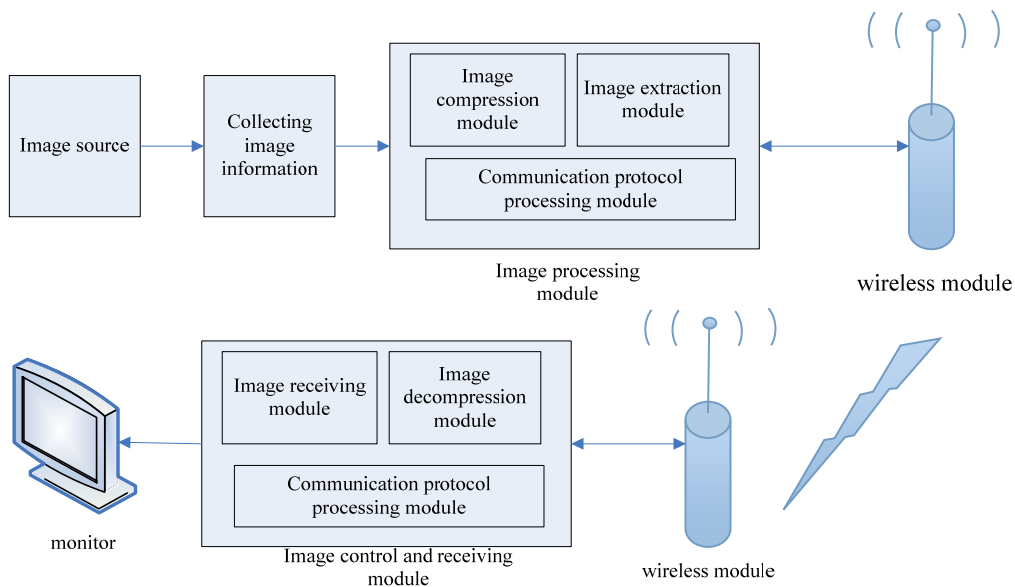 Image source
Collecting
image
information
Image
compression
module
Image extraction
module
Communication protocol
processing module
Image processing
module
wireless module
Image receiving
module
Image
decompression
module
Communication protocol
processing module
Image control and receiving
module
monitor
wireless module